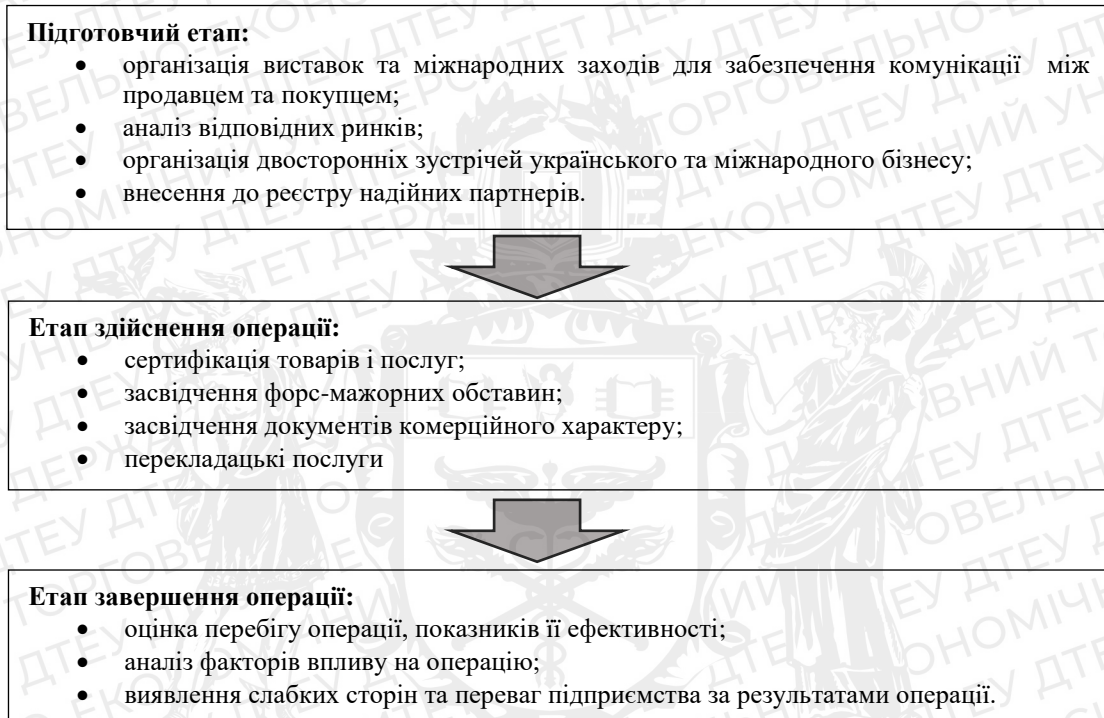 Підготовчий етап:
• організація виставок та міжнародних заходів для забезпечення комунікації між
продавцем та покупцем;
• аналіз відповідних ринків;
• організація двосторонніх зустрічей українського та міжнародного бізнесу;
• внесення до реєстру надійних партнерів.
Етап здійснення операції:
• сертифікація товарів і послуг;
• засвідчення форс-мажорних обставин;
• засвідчення документів комерційного характеру;
• перекладацькі послуги
Етап завершення операції:
• оцінка перебігу операції, показників її ефективності;
• аналіз факторів впливу на операцію;
• виявлення слабких сторін та переваг підприємства за результатами операції.